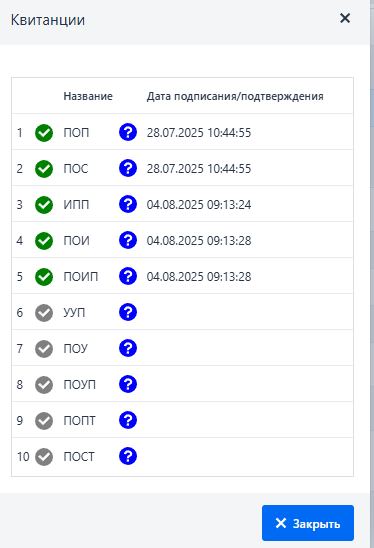 Квитанции ×
Название Дата подписания/подтверждения
1 ПОП ? 28.07.2025 10:44:55
2 ПОС ? 28.07.2025 10:44:55
3 ИПП ? 04.08.2025 09:13:24
4 ПОИ ? 04.08.2025 09:13:28
5 ПОИП ? 04.08.2025 09:13:28
6 УУП ?
7 ПОУ ?
8 ПОУП ?
9 ПОПТ ?
10 ПОСТ ?
× Закрыть